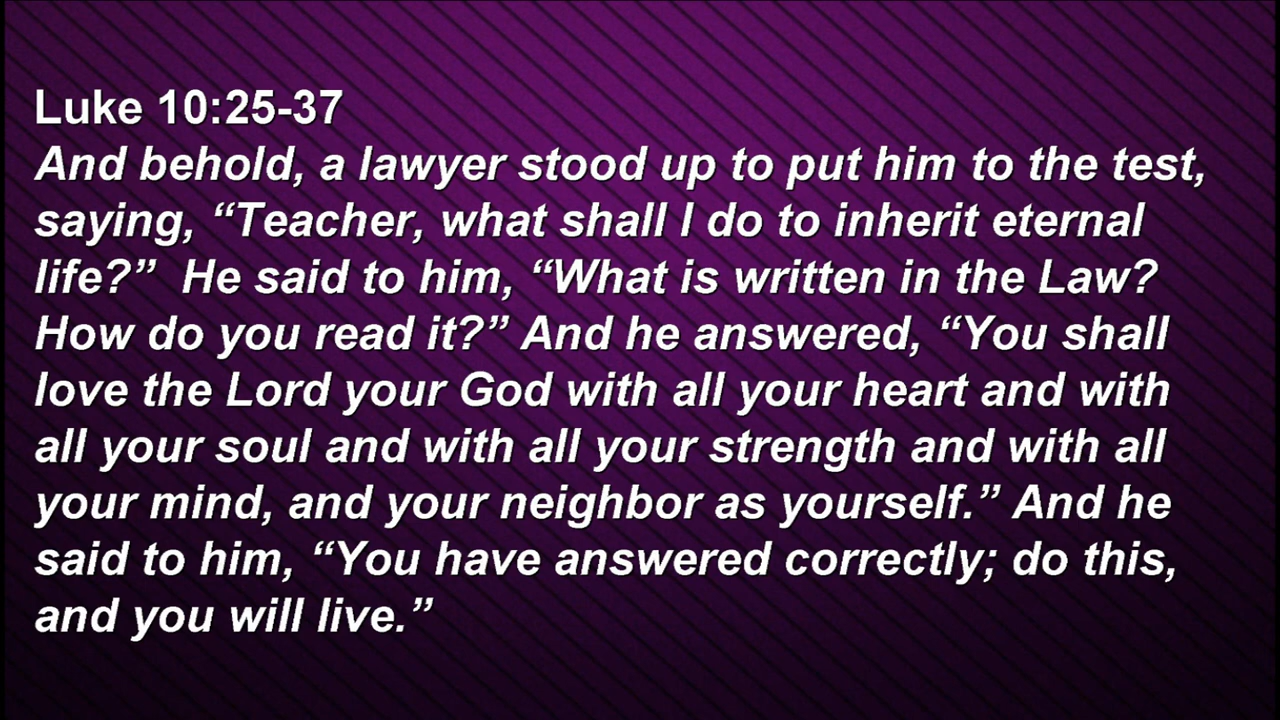 Luke 10:25-37
And behold, a lawyer stood up to put him to the test,
saying, “Teacher, what shall I do to inherit eternal
life?”  He said to him, “What is written in the Law?
How do you read it?” And he answered, “You shall
love the Lord your God with all your heart and with
all your soul and with all your strength and with all
your mind, and your neighbor as yourself.” And he
said to him, “You have answered correctly; do this,
and you will live.”